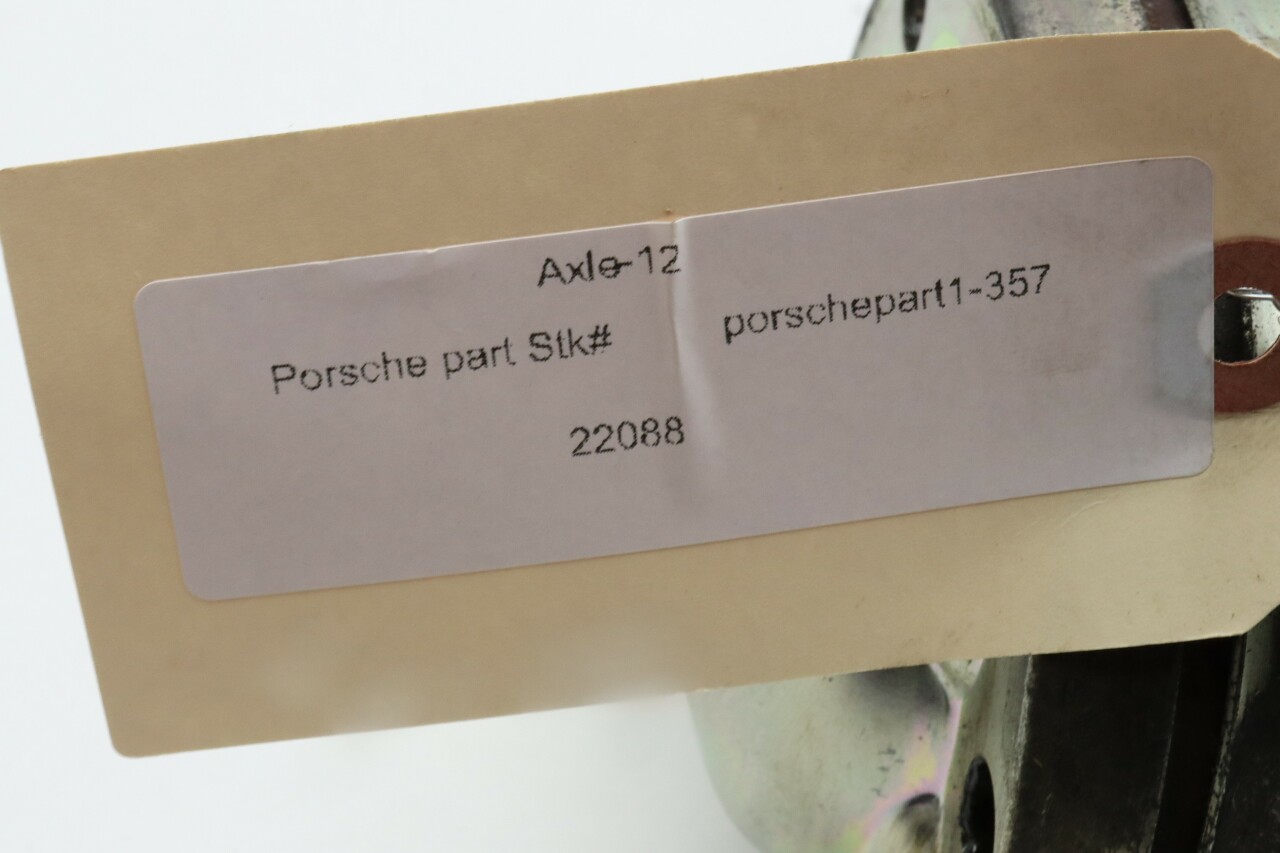 Axle-12
Porsche part Stk# porschepart1-357
22088